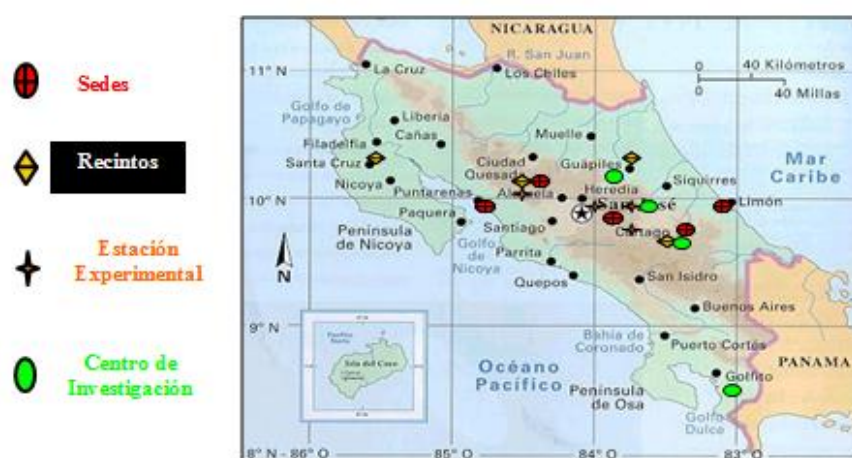 Sedes
Recintos
Estación
Experimental
Centro de
Investigación
NICARAGUA
R. San Juan
11°N
La Cruz
Los Chiles
0 40 Kilómetros
0 40 Millas
Golfo de
Papagayo
Liberia
Filadelfia
Cañas
Muelle
Santa Cruz
Ciudad
Quesada
Guápiles
Mar
Caribe
Nicoya
Siquirres
10°N
Puntarenas
Alajuela
Heredia
San José
Limón
Paquera
Santiago
Cartago
Península
de Nicoya
Golfo
de
Nicoya
N
Parrita
Quepos
San Isidro
Buenos Aires
9°N
Bahía de
Coronado
Puerto Cortés
PANAMA
Isla del Coco
Océano
Pacífico
Península
de Osa
Golfito
Golfo
Dulce
8°N
86°O
85°O
84°O
83°O